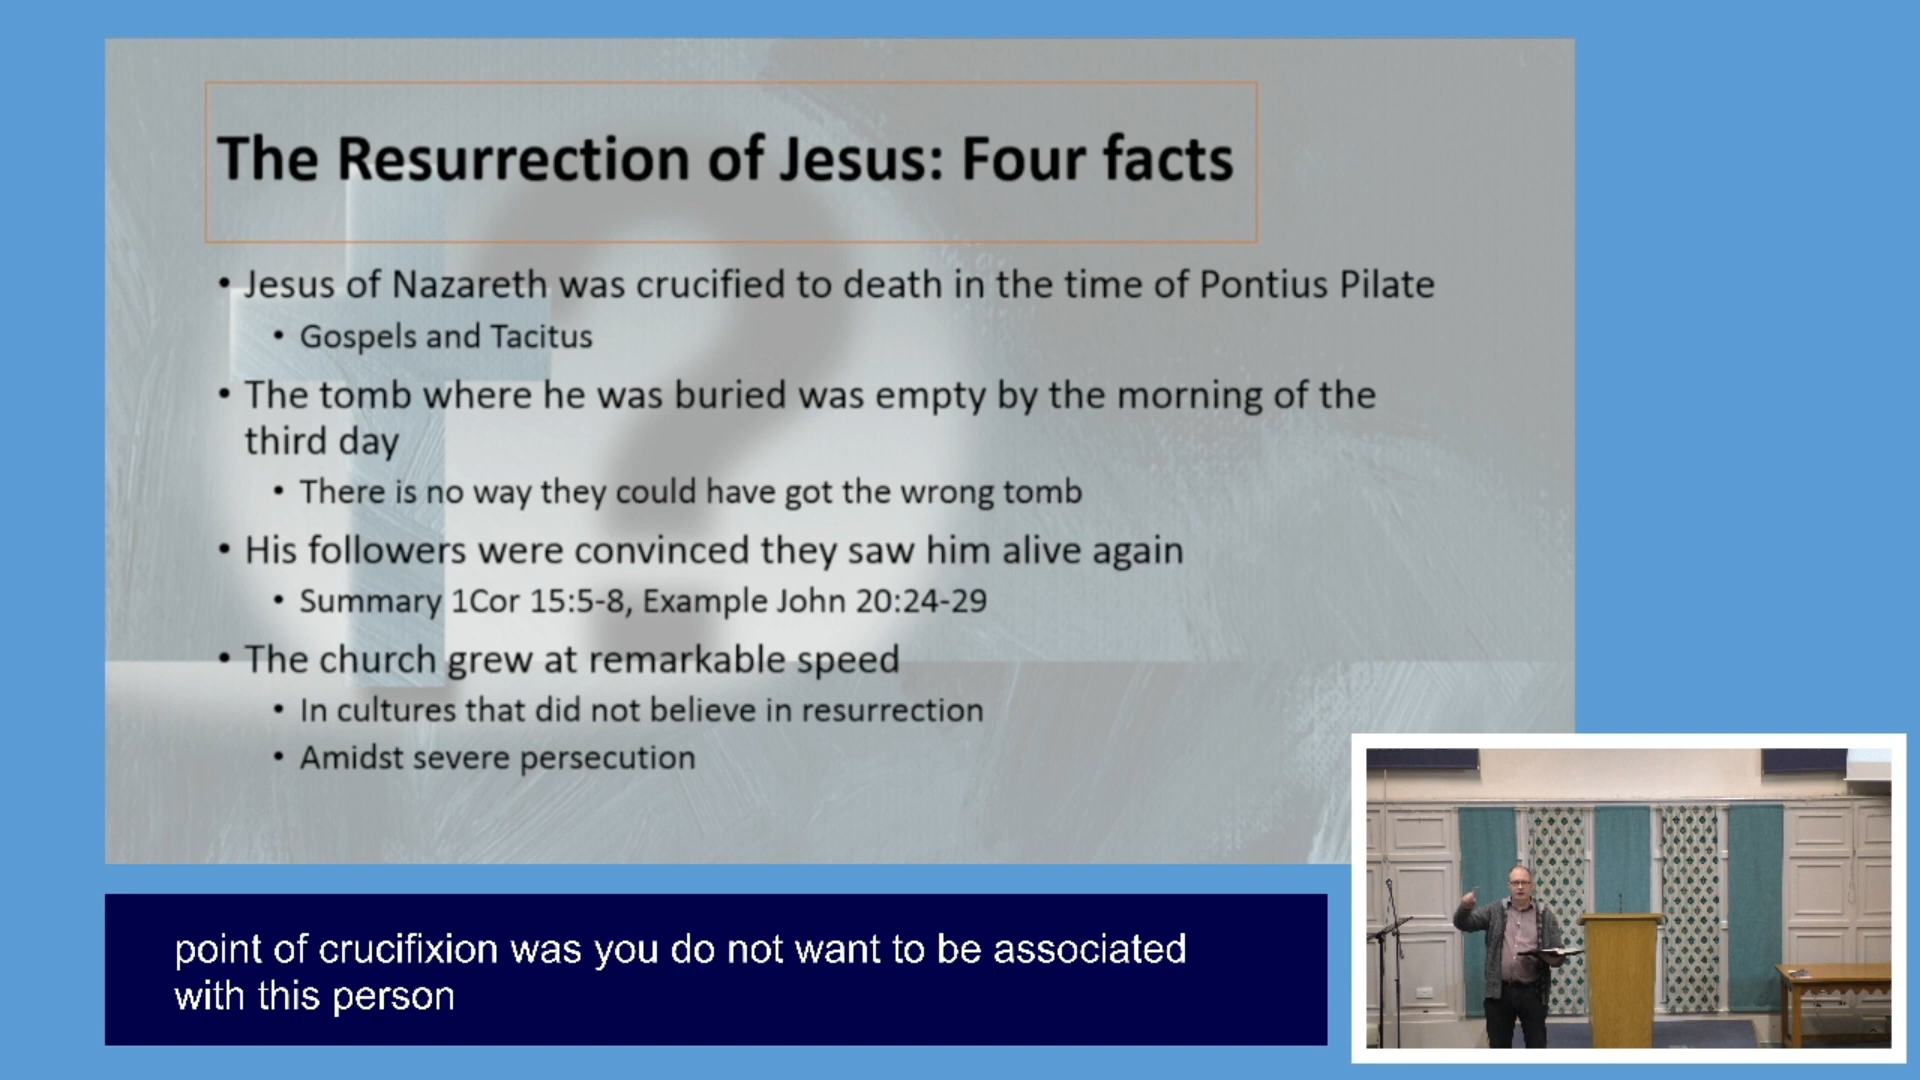 The Resurrection of Jesus: Four facts
• Jesus of Nazareth was crucified to death in the time of Pontius Pilate
• Gospels and Tacitus
• The tomb where he was buried was empty by the morning of the
third day
• There is no way they could have got the wrong tomb
• His followers were convinced they saw him alive again
• Summary 1Cor 15:5-8, Example John 20:24-29
• The church grew at remarkable speed
• In cultures that did not believe in resurrection
• Amidst severe persecution
point of crucifixion was you do not want to be associated
with this person